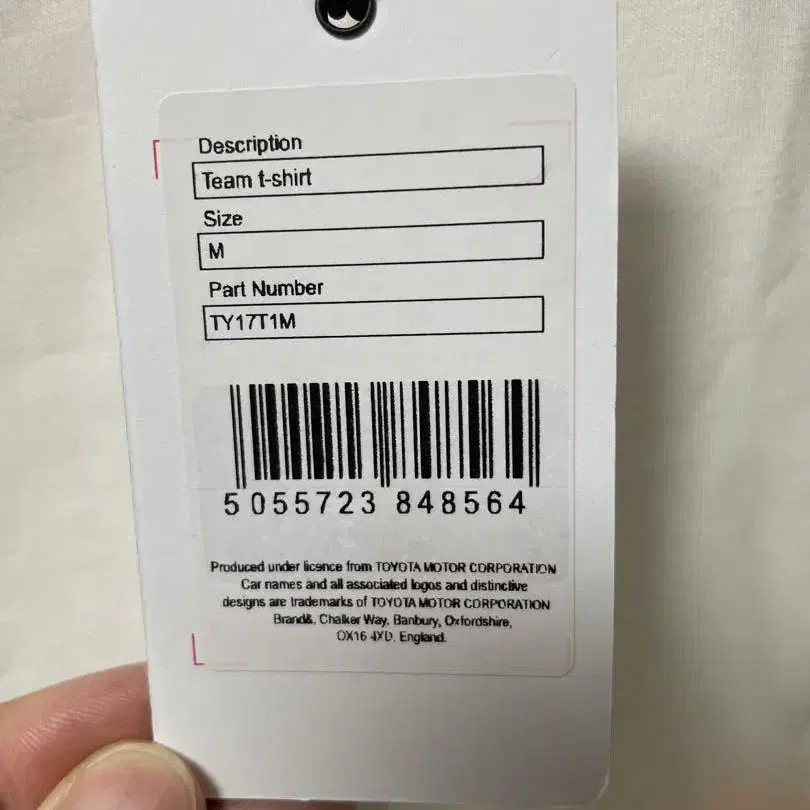 Description
Team t-shirt
Size
M
Part Number
TY17T1M
5 055723 848564
Produced under licence from TOYOTA MOTOR CORPORATION
Car names and all associated logos and distinctive
designs are trademarks of TOYOTA MOTOR CORPORATION
Brand&, Chalker Way, Banbury, Oxfordshire,
OX16 4XD, England.